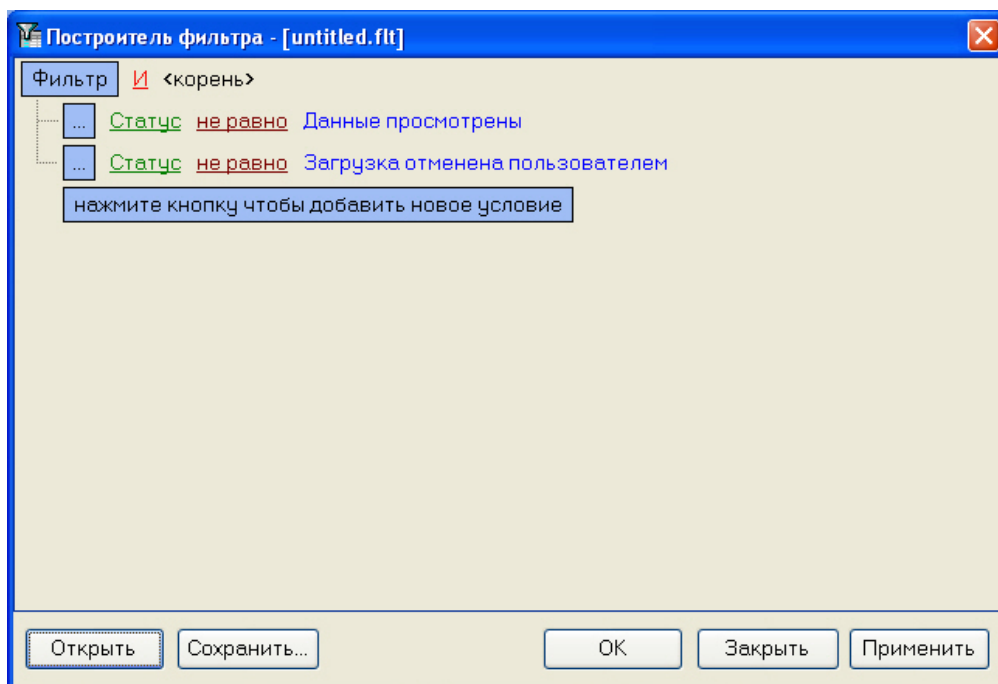 Построитель фильтра - [untitled.flt]
Фильтр И <корень>
... Статус не равно Данные просмотрены
... Статус не равно Загрузка отменена пользователем
нажмите кнопку чтобы добавить новое условие
Открыть Сохранить... OK Закрыть Применить